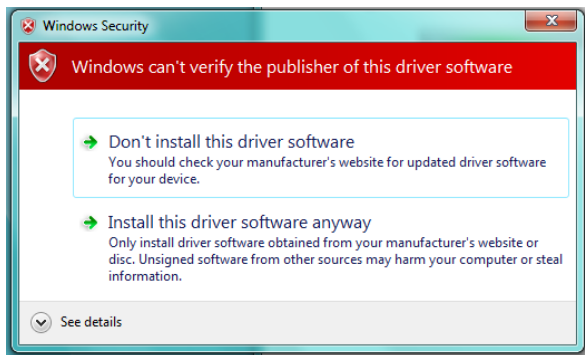 Windows Security
Windows can't verify the publisher of this driver software
Don't install this driver software
You should check your manufacturer's website for updated driver software
for your device.
Install this driver software anyway
Only install driver software obtained from your manufacturer's website or
disc. Unsigned software from other sources may harm your computer or steal
information.
See details